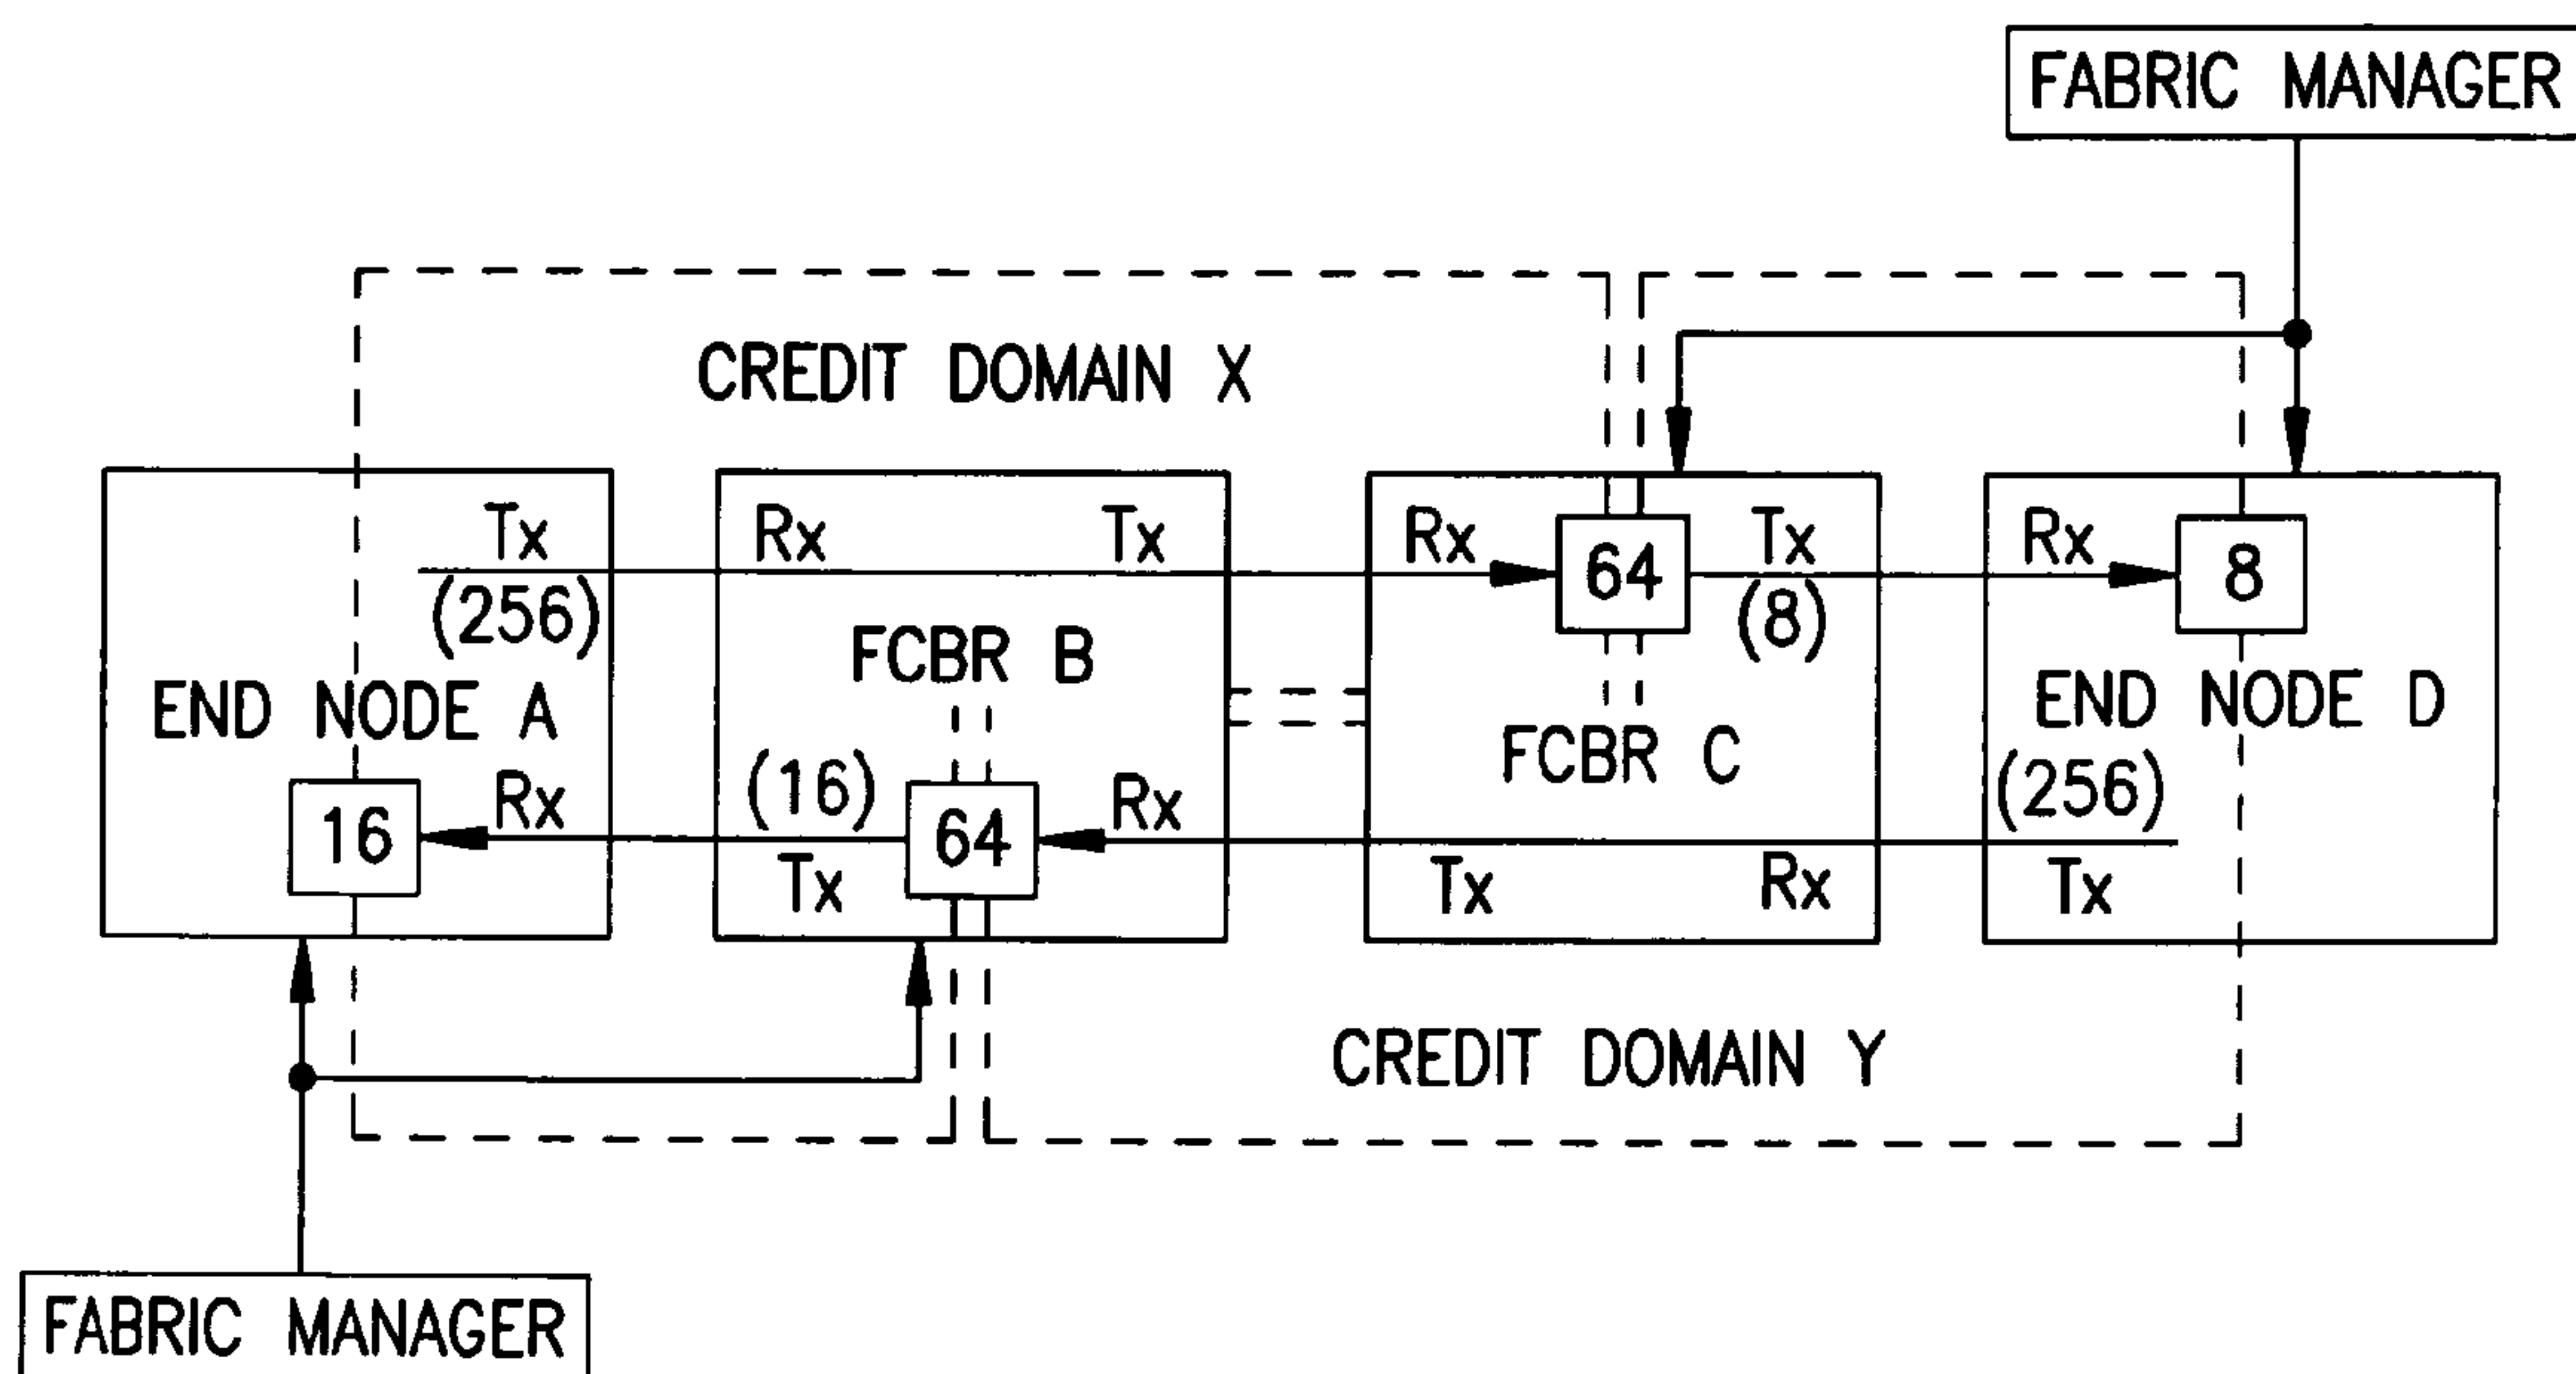 FABRIC MANAGER
CREDIT DOMAIN X
Tx
Rx
Tx
Rx
64
Tx
Rx
8
(256)
(8)
FCBR B
END NODE A
FCBR C
END NODE D
16
Rx
(16)
64
Rx
(256)
Tx
Tx
Rx
Tx
CREDIT DOMAIN Y
FABRIC MANAGER